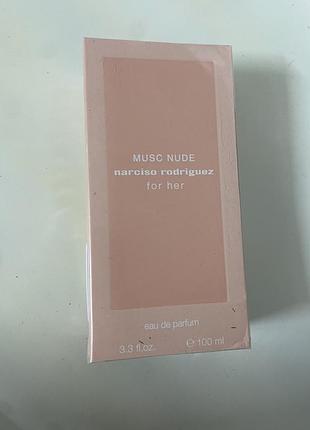 MUSC NUDE
narciso rodriguez
for her
eau de parfum
3.3 fl.oz. ℮ 100 ml